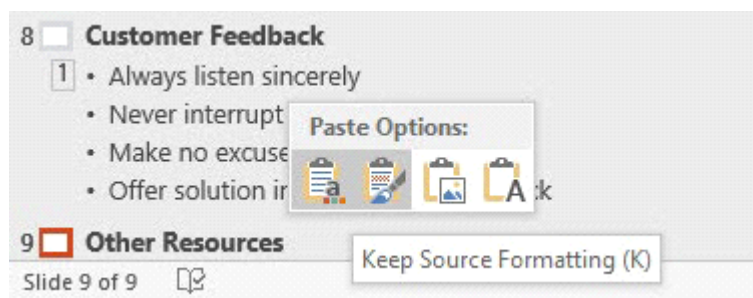 8 Customer Feedback
1 • Always listen sincerely
• Never interrupt
Paste Options:
• Make no excuse
• Offer solution
a A
9 Other Resources
Keep Source Formatting (K)
Slide 9 of 9